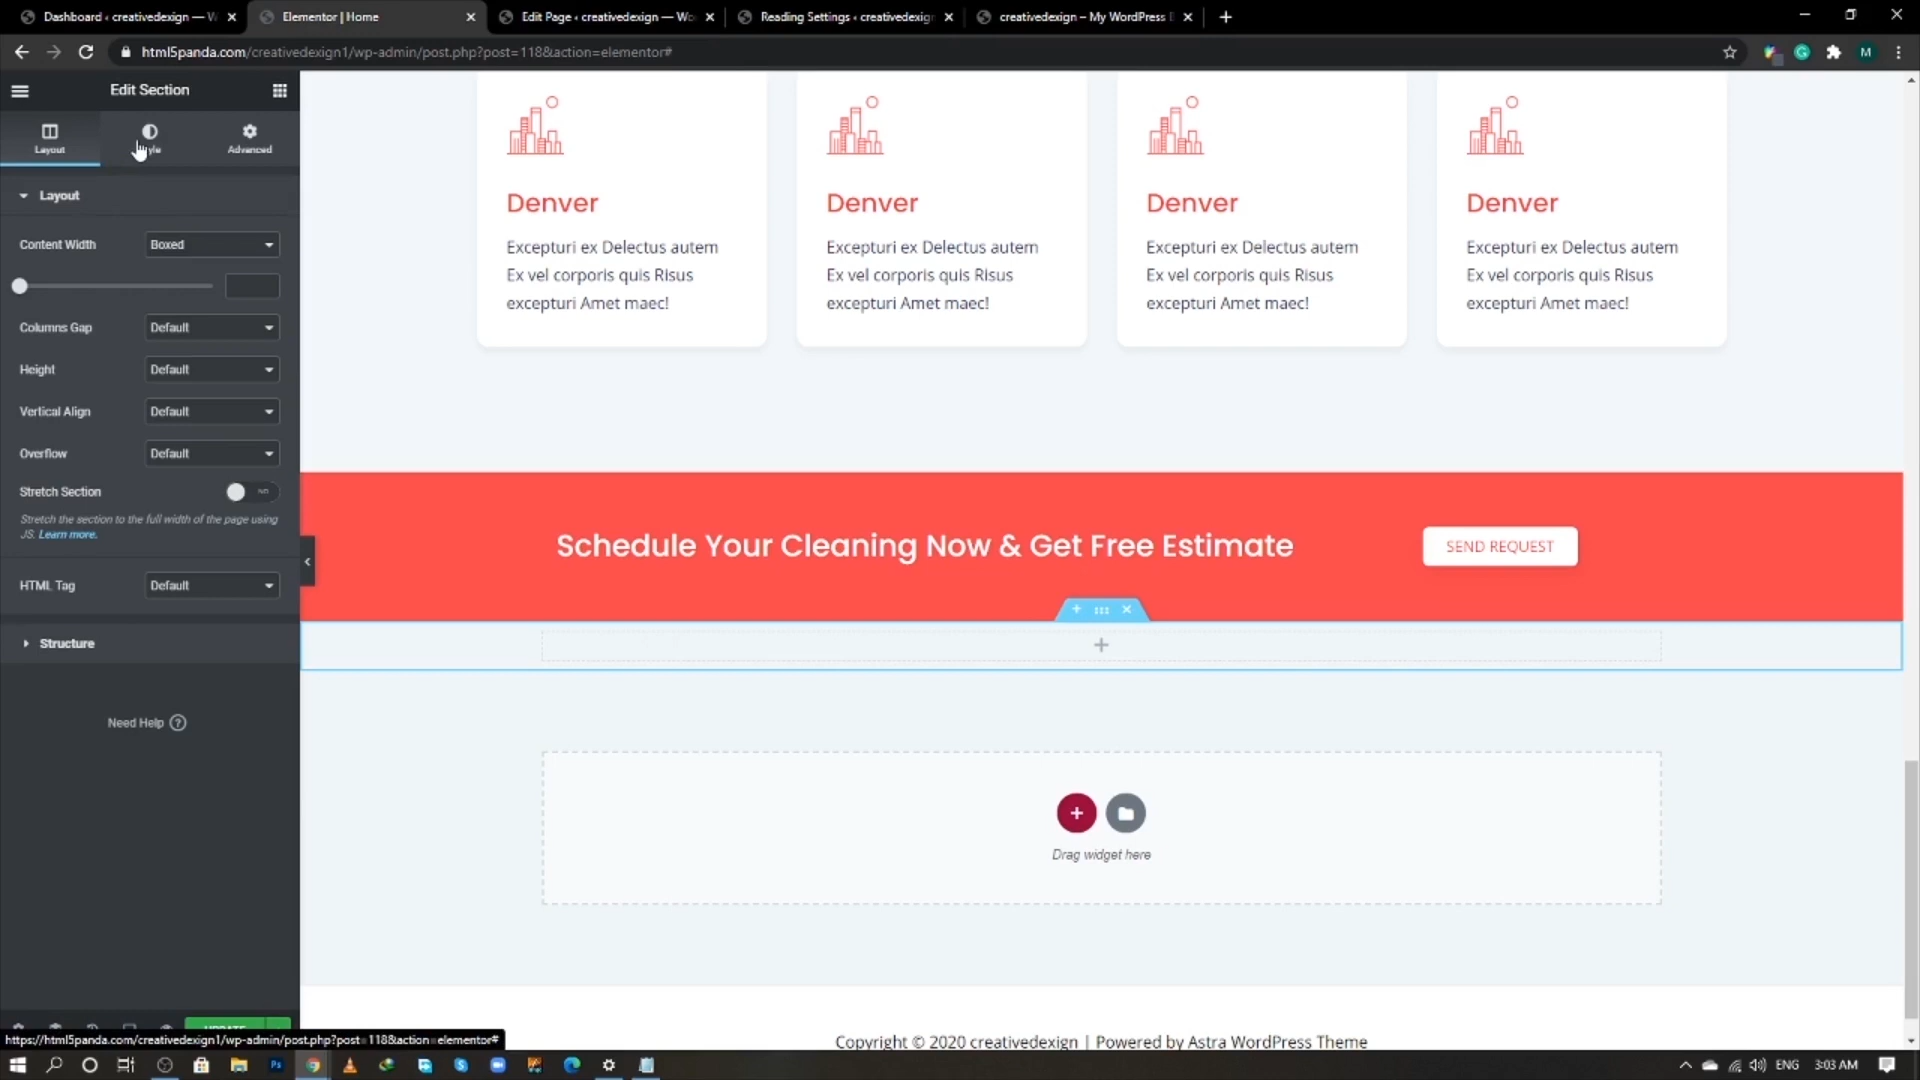 Dashboard ‹ creativedexign — W
Elementor | Home
Edit Page ‹ creativedexign — Wo
Reading Settings ‹ creativedexign
creativedexign – My WordPress
html5panda.com/creativedexign1/wp-admin/post.php?post=118&action=elementor#
M
Edit Section
Layout
Advanced
Layout
Content Width
Boxed
Columns Gap
Default
Height
Default
Vertical Align
Default
Overflow
Default
Stretch Section
NO
Stretch the section to the full width of the page using
JS. Learn more.
HTML Tag
Default
Structure
Need Help
Denver
Excepturi ex Delectus autem
Ex vel corporis quis Risus
excepturi Amet maec!
Denver
Excepturi ex Delectus autem
Ex vel corporis quis Risus
excepturi Amet maec!
Denver
Excepturi ex Delectus autem
Ex vel corporis quis Risus
excepturi Amet maec!
Denver
Excepturi ex Delectus autem
Ex vel corporis quis Risus
excepturi Amet maec!
Schedule Your Cleaning Now & Get Free Estimate
SEND REQUEST
Drag widget here
Copyright © 2020 creativedexign | Powered by Astra WordPress Theme
UPDATE
https://html5panda.com/creativedexign1/wp-admin/post.php?post=118&action=elementor#
Ps
ENG
3:03 AM